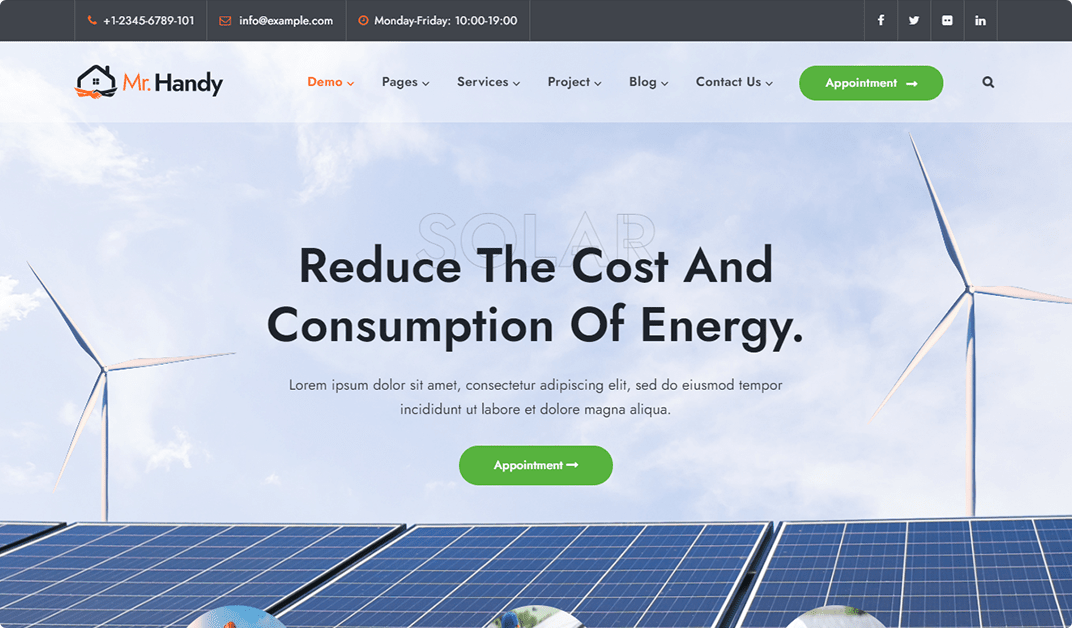 +1-2345-6789-101
info@example.com
Monday-Friday: 10:00-19:00
Mr. Handy
Demo
Pages
Services
Project
Blog
Contact Us
Appointment
SOLAR
Reduce The Cost And
Consumption Of Energy.
Lorem ipsum dolor sit amet, consectetur adipiscing elit, sed do eiusmod tempor
incididunt ut labore et dolore magna aliqua.
Appointment